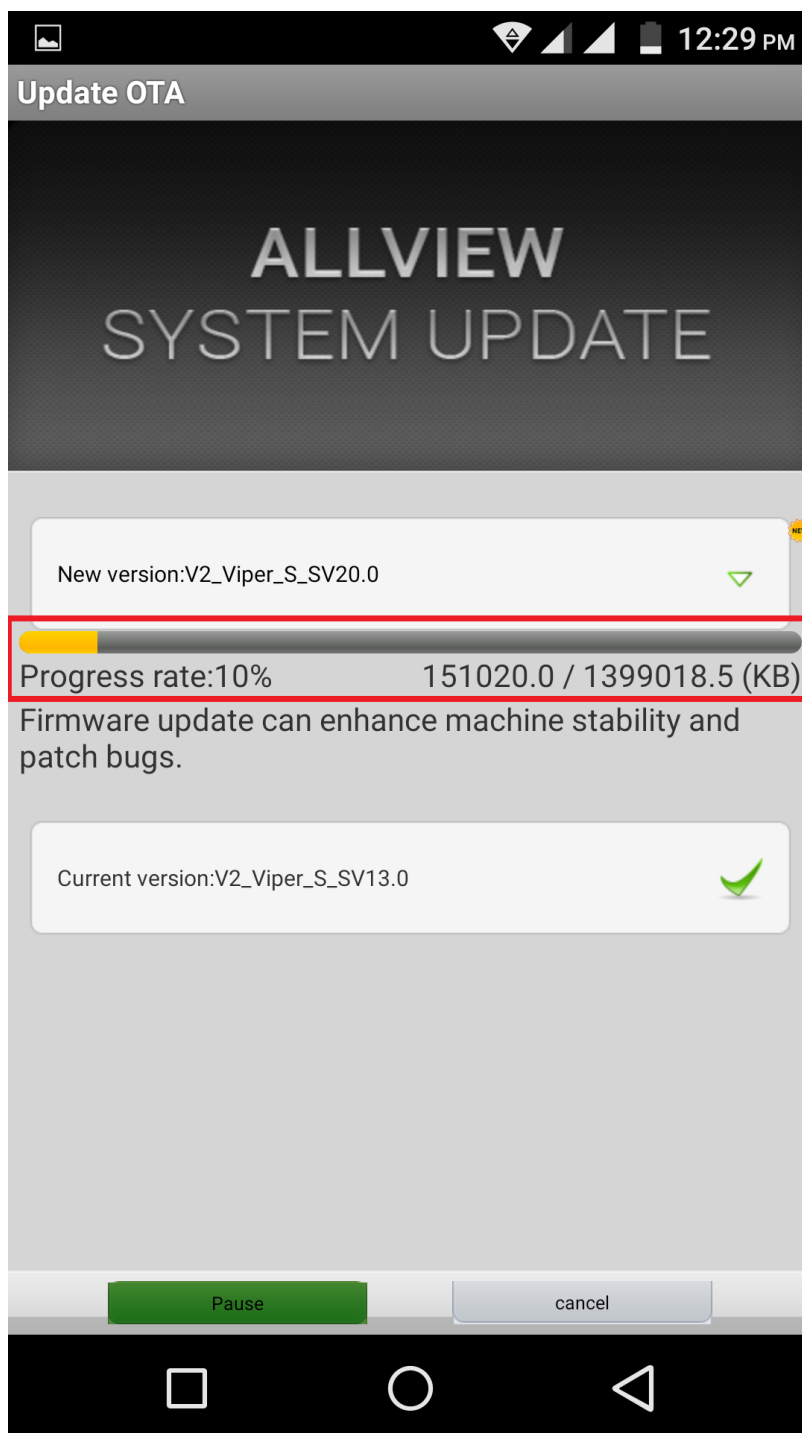 12:29 PM
Update OTA
ALLVIEW
SYSTEM UPDATE
New version:V2_Viper_S_SV20.0
Progress rate:10% 151020.0 / 1399018.5 (KB)
Firmware update can enhance machine stability and
patch bugs.
Current version:V2_Viper_S_SV13.0
Pause cancel